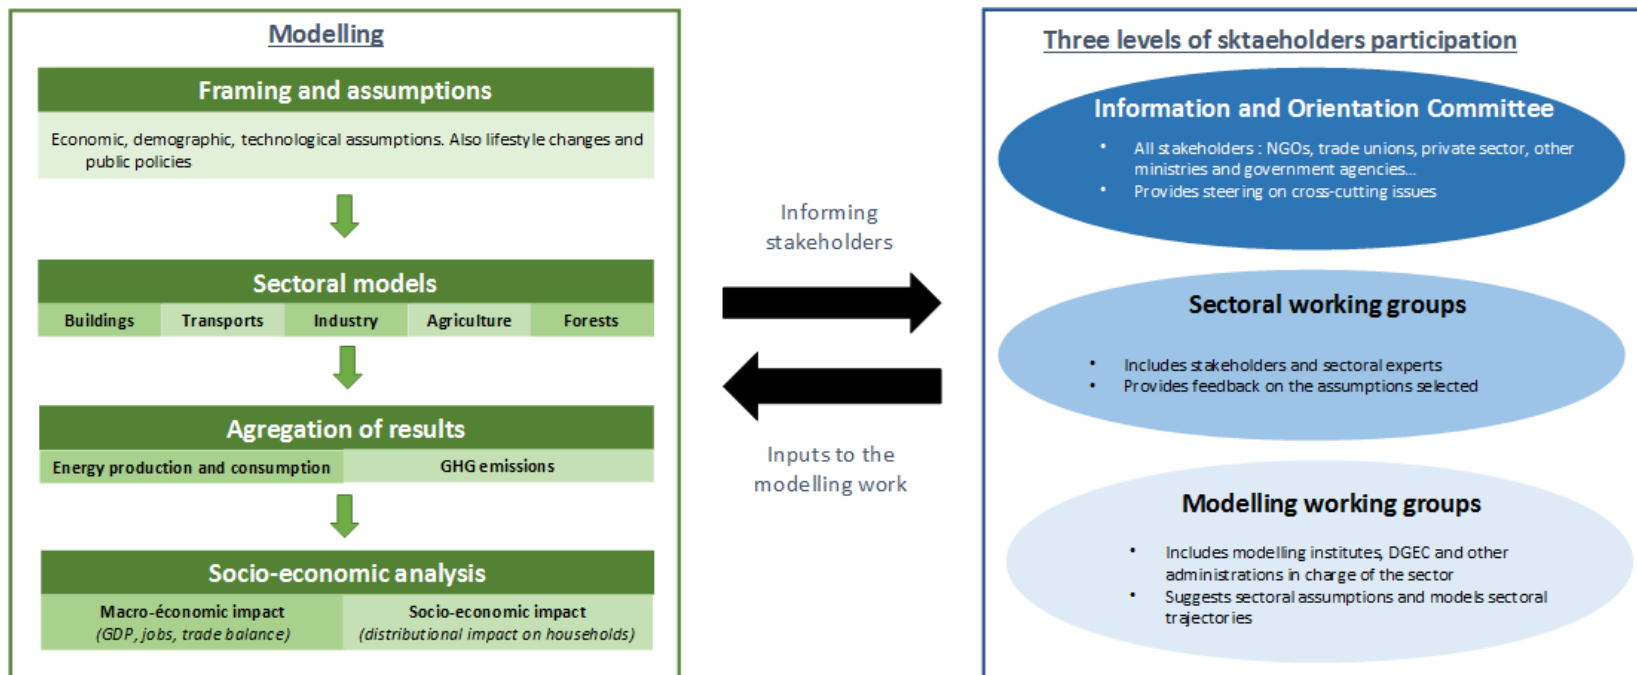 Modelling
Framing and assumptions
Economic, demographic, technological assumptions. Also lifestyle changes and
public policies
Sectoral models
Buildings
Transports
Industry
Agriculture
Forests
Agregation of results
Energy production and consumption
GHG emissions
Socio-economic analysis
Macro-économic impact
(GDP, jobs, trade balance)
Socio-economic impact
(distributional impact on households)
Informing
stakeholders
Inputs to the
modelling work
Three levels of sktaeholders participation
Information and Orientation Committee
• All stakeholders : NGOs, trade unions, private sector, other
ministries and government agencies...
• Provides steering on cross-cutting issues
Sectoral working groups
• Includes stakeholders and sectoral experts
• Provides feedback on the assumptions selected
Modelling working groups
• Includes modelling institutes, DGEC and other
administrations in charge of the sector
• Suggests sectoral assumptions and models sectoral
trajectories